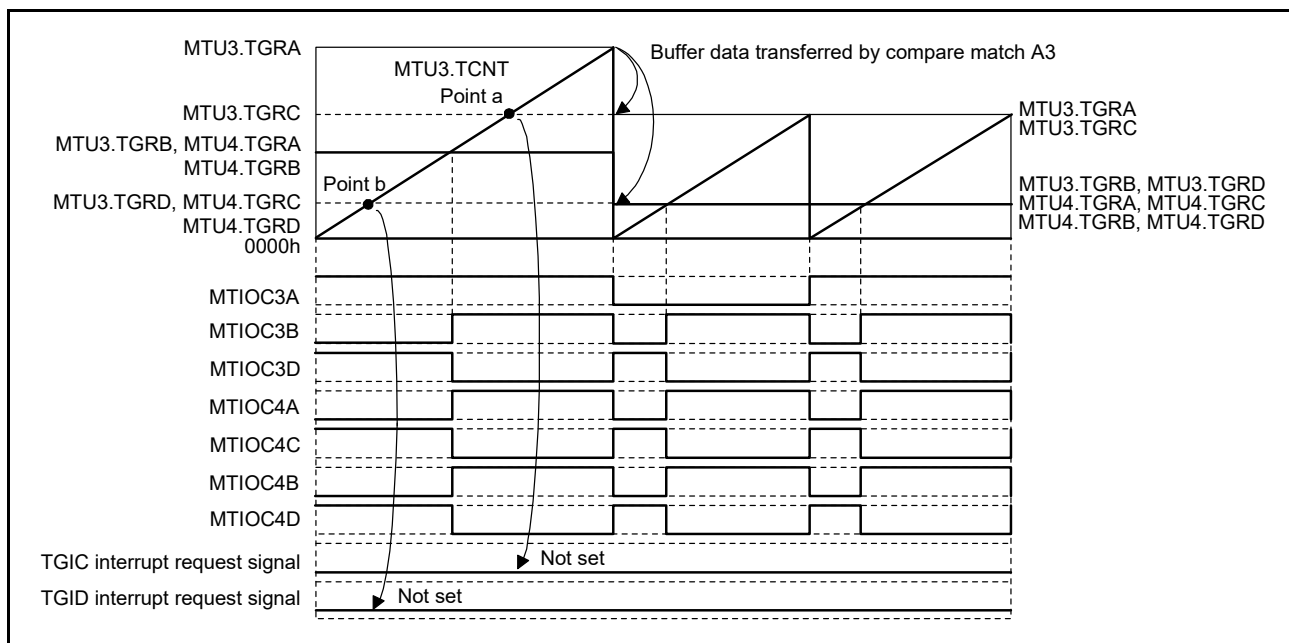 MTU3.TGRA
Buffer data transferred by compare match A3
MTU3.TCNT
Point a
MTU3.TGRC
MTU3.TGRA
MTU3.TGRC
MTU3.TGRB, MTU4.TGRA
MTU4.TGRB
Point b
MTU3.TGRD, MTU4.TGRC
MTU4.TGRD
0000h
MTU3.TGRB, MTU3.TGRD
MTU4.TGRA, MTU4.TGRC
MTU4.TGRB, MTU4.TGRD
MTIOC3A
MTIOC3B
MTIOC3D
MTIOC4A
MTIOC4C
MTIOC4B
MTIOC4D
TGIC interrupt request signal
Not set
TGID interrupt request signal
Not set